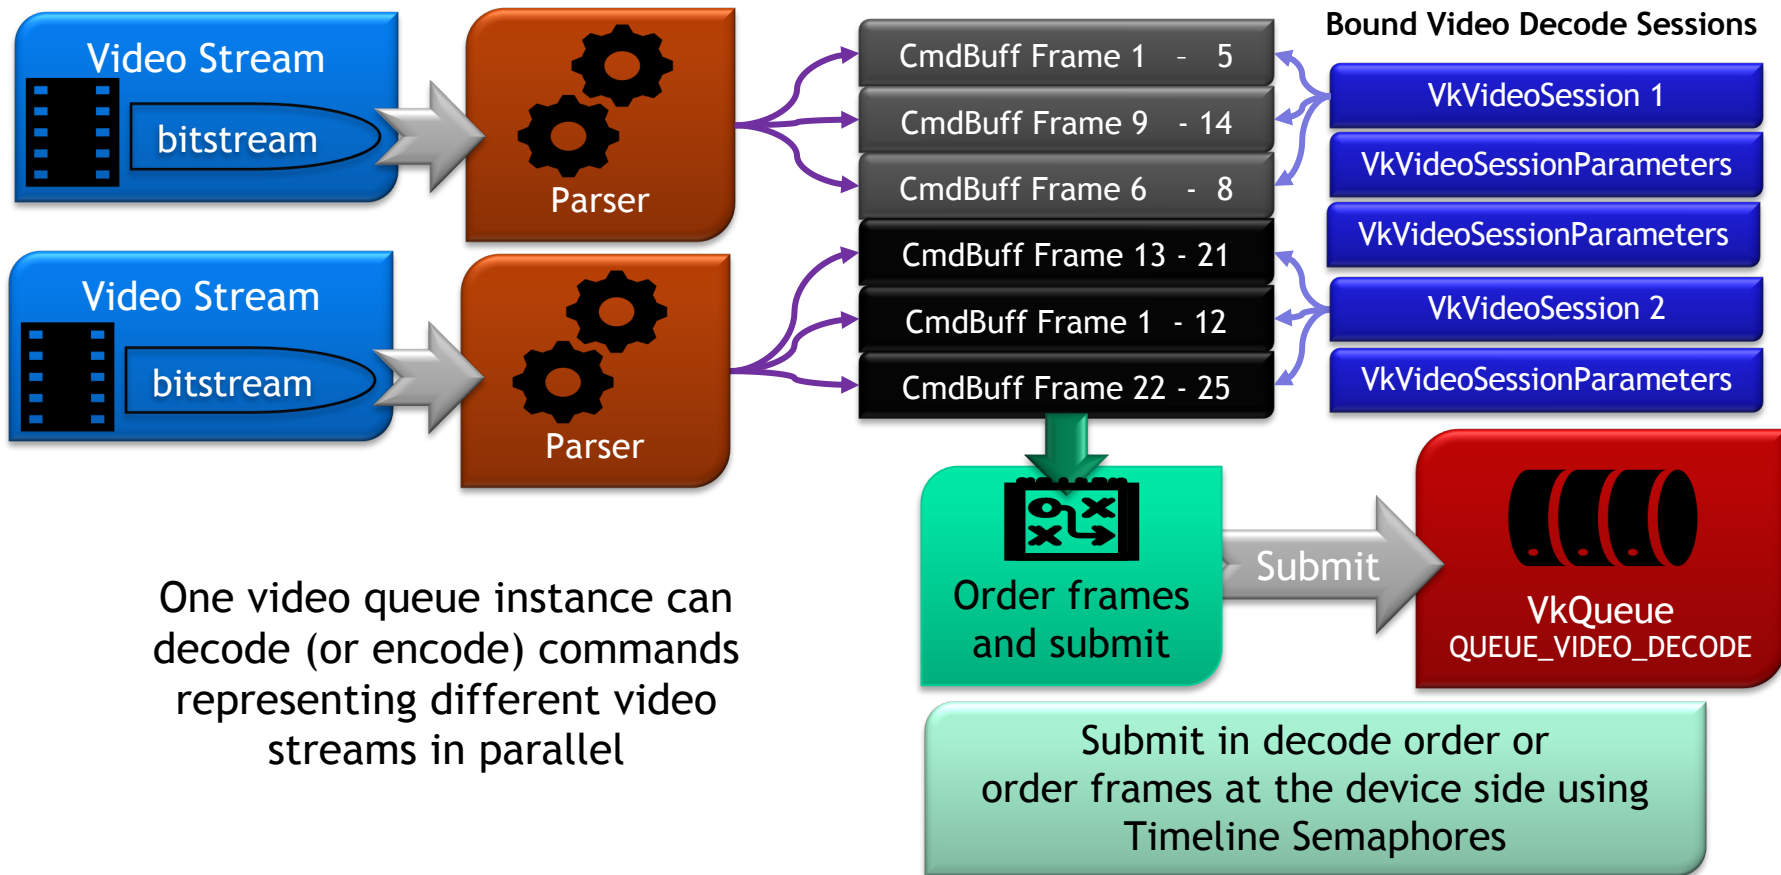 Video Stream
bitstream
Parser
Video Stream
bitstream
Parser
CmdBuff Frame 1 - 5
CmdBuff Frame 9 - 14
CmdBuff Frame 6 - 8
CmdBuff Frame 13 - 21
CmdBuff Frame 1 - 12
CmdBuff Frame 22 - 25
Bound Video Decode Sessions
VkVideoSession 1
VkVideoSessionParameters
VkVideoSessionParameters
VkVideoSession 2
VkVideoSessionParameters
Order frames
and submit
Submit
VkQueue
QUEUE_VIDEO_DECODE
One video queue instance can
decode (or encode) commands
representing different video
streams in parallel
Submit in decode order or
order frames at the device side using
Timeline Semaphores